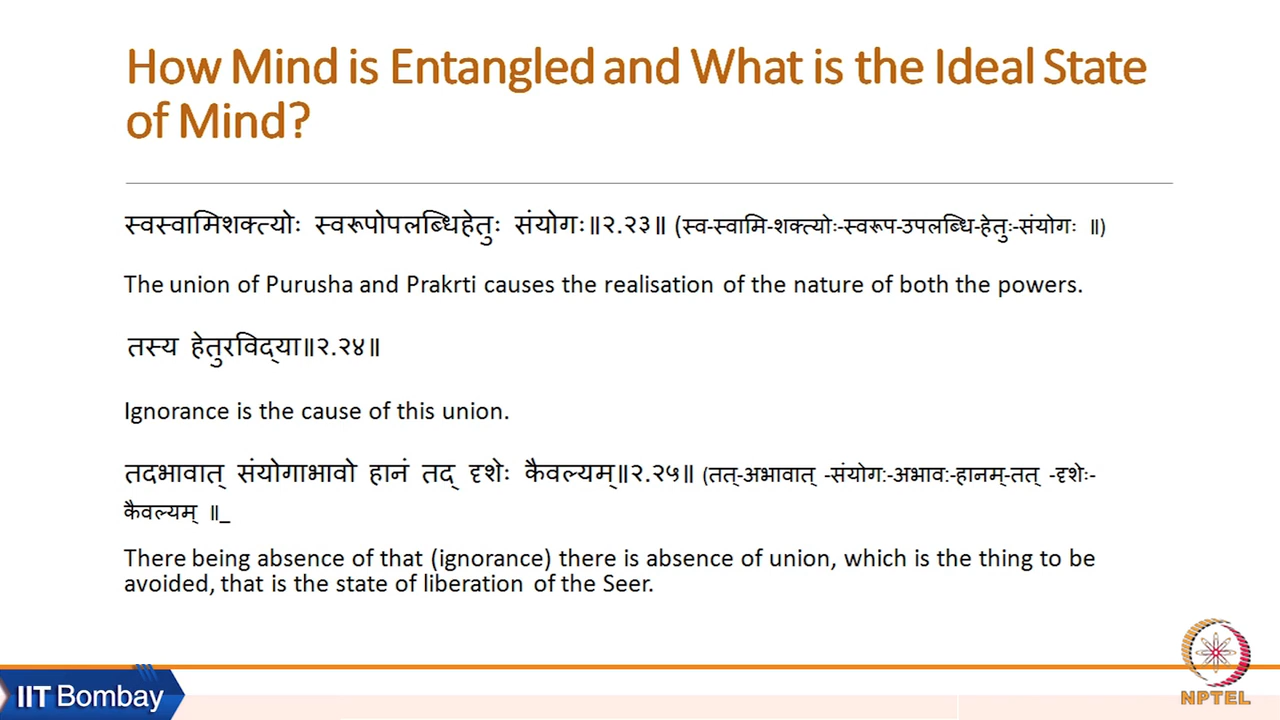 How Mind is Entangled and What is the Ideal State
of Mind?
स्वस्वामिशक्त्योः स्वरूपोपलब्धिहेतुः संयोगः॥२.२३॥ (स्व-स्वामि-शक्त्योः-स्वरूप-उपलब्धि-हेतुः-संयोगः ॥)
The union of Purusha and Prakrti causes the realisation of the nature of both the powers.
तस्य हेतुरविद्‌या॥२.२४॥
Ignorance is the cause of this union.
तदभावात् संयोगाभावो हानं तद् दृशेः कैवल्यम्॥२.२५॥ (तत्-अभावात् -संयोग:-अभाव:-हानम्-तत् -दृशेः-
कैवल्यम् ॥_
There being absence of that (ignorance) there is absence of union, which is the thing to be
avoided, that is the state of liberation of the Seer.
IIT Bombay
NPTEL